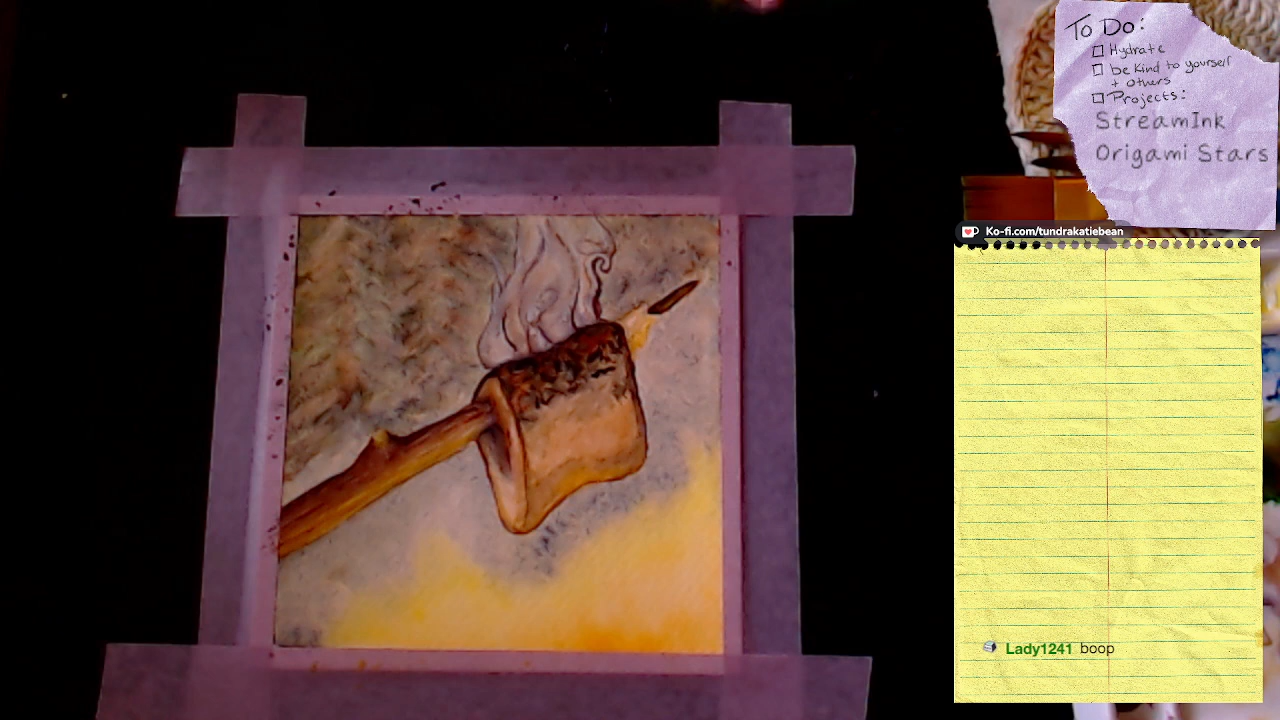 To Do:
Hydrate
be Kind to yourself
+ others
Projects:
StreamInk
Origami Stars
Ko-fi.com/tundrakatiebean
Lady1241 boop